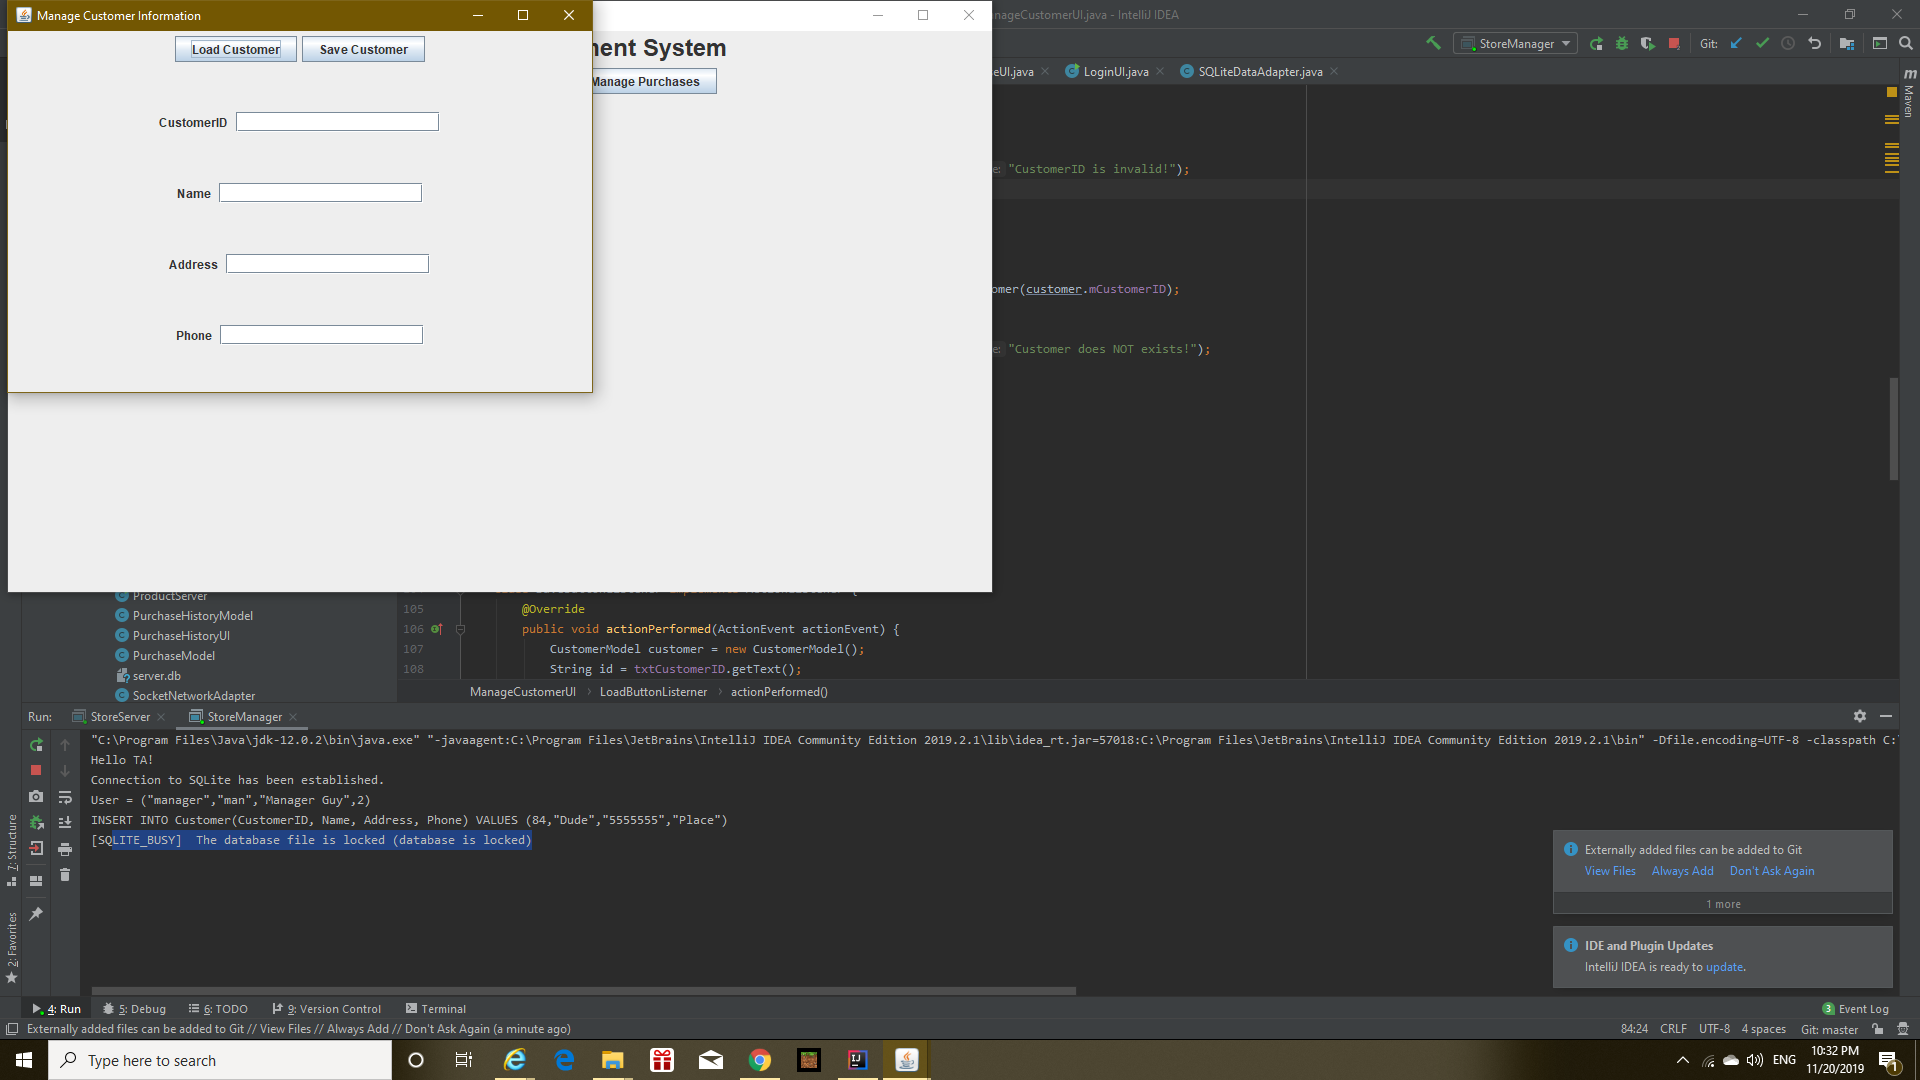 Manage Customer Information
Load Customer
Save Customer
CustomerID
Name
Address
Phone
ment System
Manage Purchases
nageCustomerUI.java - IntelliJ IDEA
StoreManager
Git:
eUI.java
LoginUI.java
SQLiteDataAdapter.java
Maven
"CustomerID is invalid!");
omer(customer.mCustomerID);
"Customer does NOT exists!");
ProductServer
PurchaseHistoryModel
PurchaseHistoryUI
PurchaseModel
server.db
SocketNetworkAdapter
105 @Override
106 public void actionPerformed(ActionEvent actionEvent) {
107 CustomerModel customer = new CustomerModel();
108 String id = txtCustomerID.getText();
ManageCustomerUI › LoadButtonListerner › actionPerformed()
Run: StoreServer StoreManager
"C:\Program Files\Java\jdk-12.0.2\bin\java.exe" "-javaagent:C:\Program Files\JetBrains\IntelliJ IDEA Community Edition 2019.2.1\lib\idea_rt.jar=57018:C:\Program Files\JetBrains\IntelliJ IDEA Community Edition 2019.2.1\bin" -Dfile.encoding=UTF-8 -classpath C:
Hello TA!
Connection to SQLite has been established.
User = ("manager","man","Manager Guy",2)
INSERT INTO Customer(CustomerID, Name, Address, Phone) VALUES (84,"Dude","5555555","Place")
[SQLITE_BUSY]  The database file is locked (database is locked)
7: Structure
2: Favorites
Externally added files can be added to Git
View Files Always Add Don't Ask Again
1 more
IDE and Plugin Updates
IntelliJ IDEA is ready to update.
4: Run 5: Debug 6: TODO 9: Version Control Terminal
3 Event Log
Externally added files can be added to Git // View Files // Always Add // Don't Ask Again (a minute ago)
84:24 CRLF UTF-8 4 spaces Git: master
Type here to search
ENG
10:32 PM
11/20/2019
1